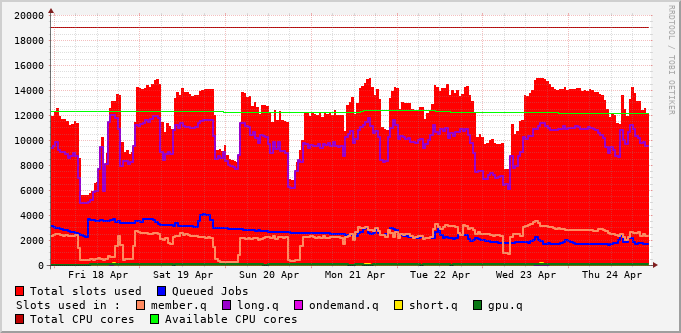 20000
18000
16000
14000
12000
10000
8000
6000
4000
2000
0
Fri 18 Apr Sat 19 Apr Sun 20 Apr Mon 21 Apr Tue 22 Apr Wed 23 Apr Thu 24 Apr
Total slots used Queued Jobs
Slots used in : member.q long.q ondemand.q short.q gpu.q
Total CPU cores Available CPU cores
RRDTOOL / TOBI OETIKER